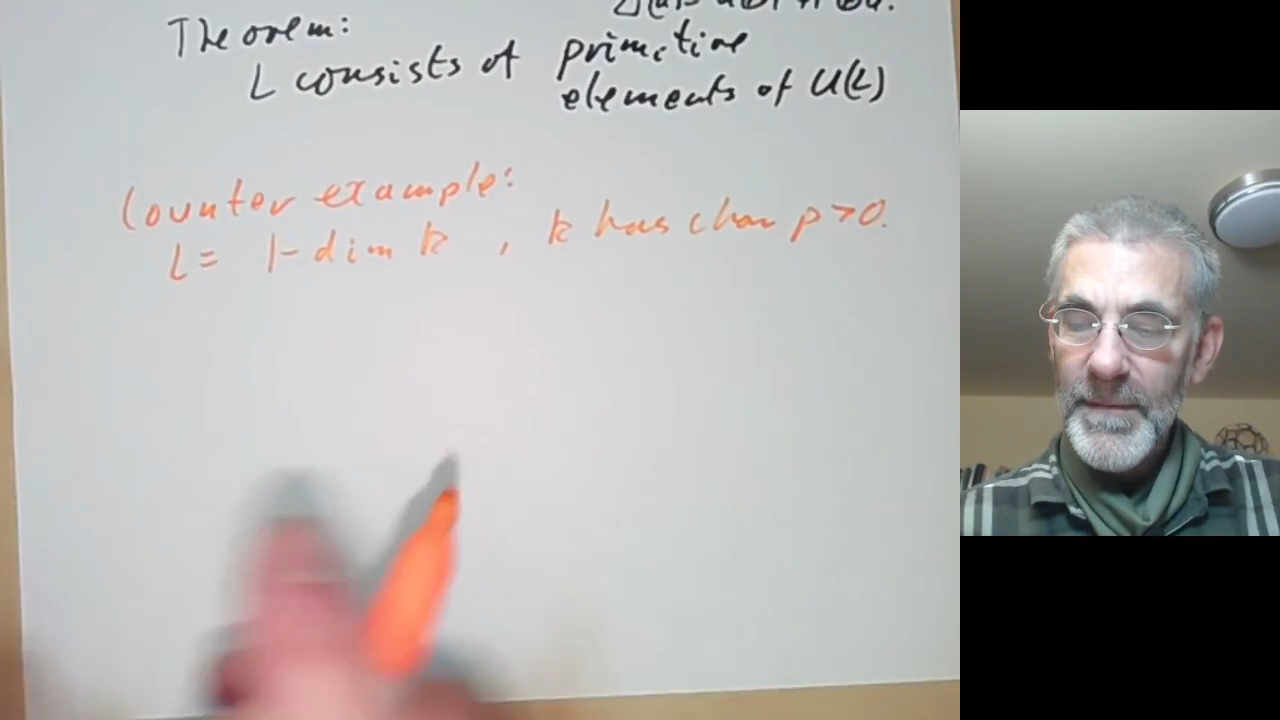 Theorem:
L consists of primitive
elements of U(L)
Counter example:
L = 1-dim k , k has char p>0.